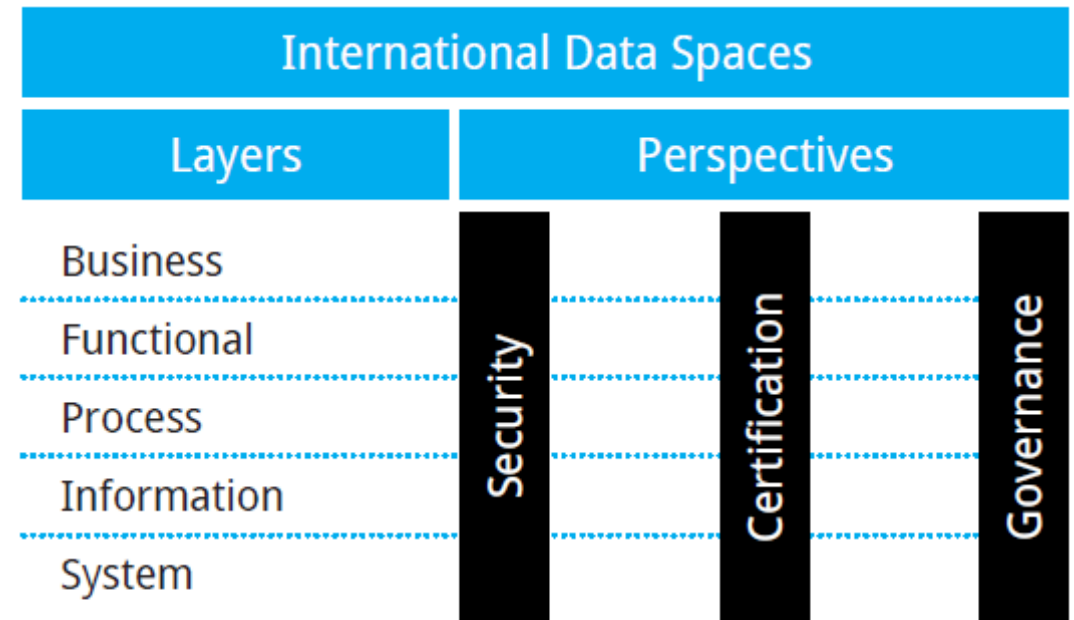 International Data Spaces
Layers
Perspectives
Business
Functional
Process
Information
System
Security
Certification
Governance